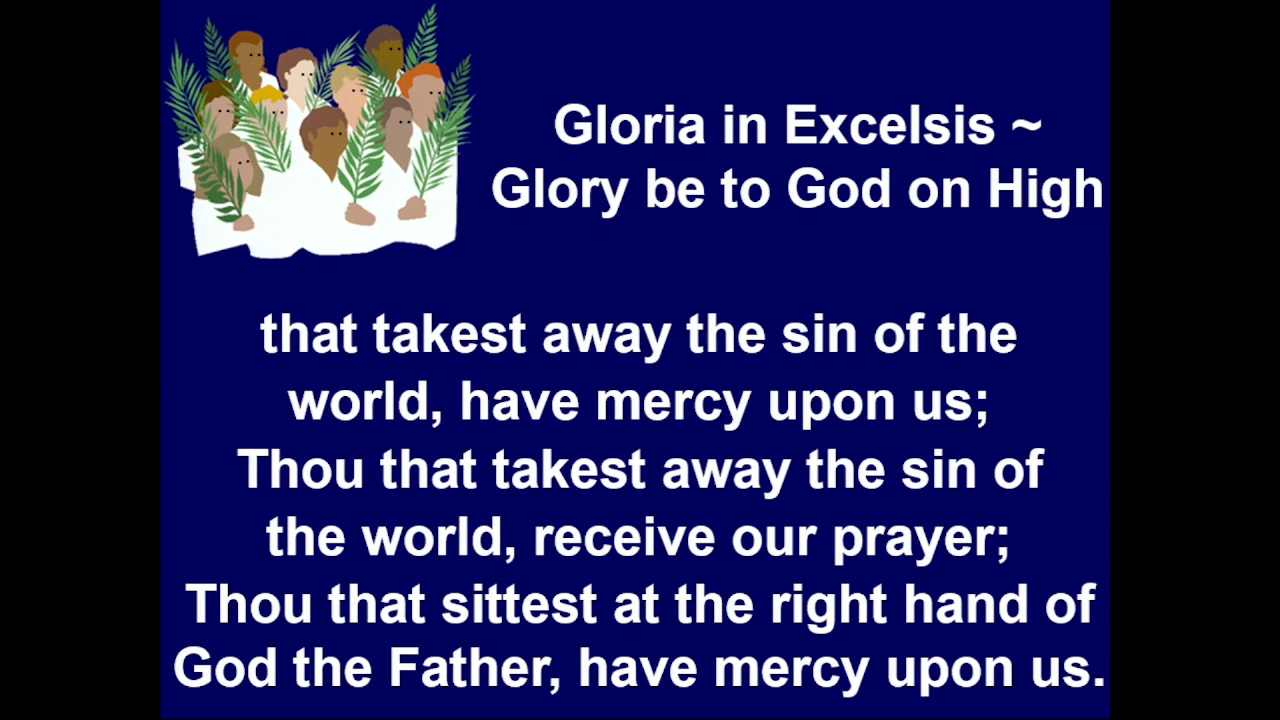 Gloria in Excelsis ~
Glory be to God on High
that takest away the sin of the
world, have mercy upon us;
Thou that takest away the sin of
the world, receive our prayer;
Thou that sittest at the right hand of
God the Father, have mercy upon us.